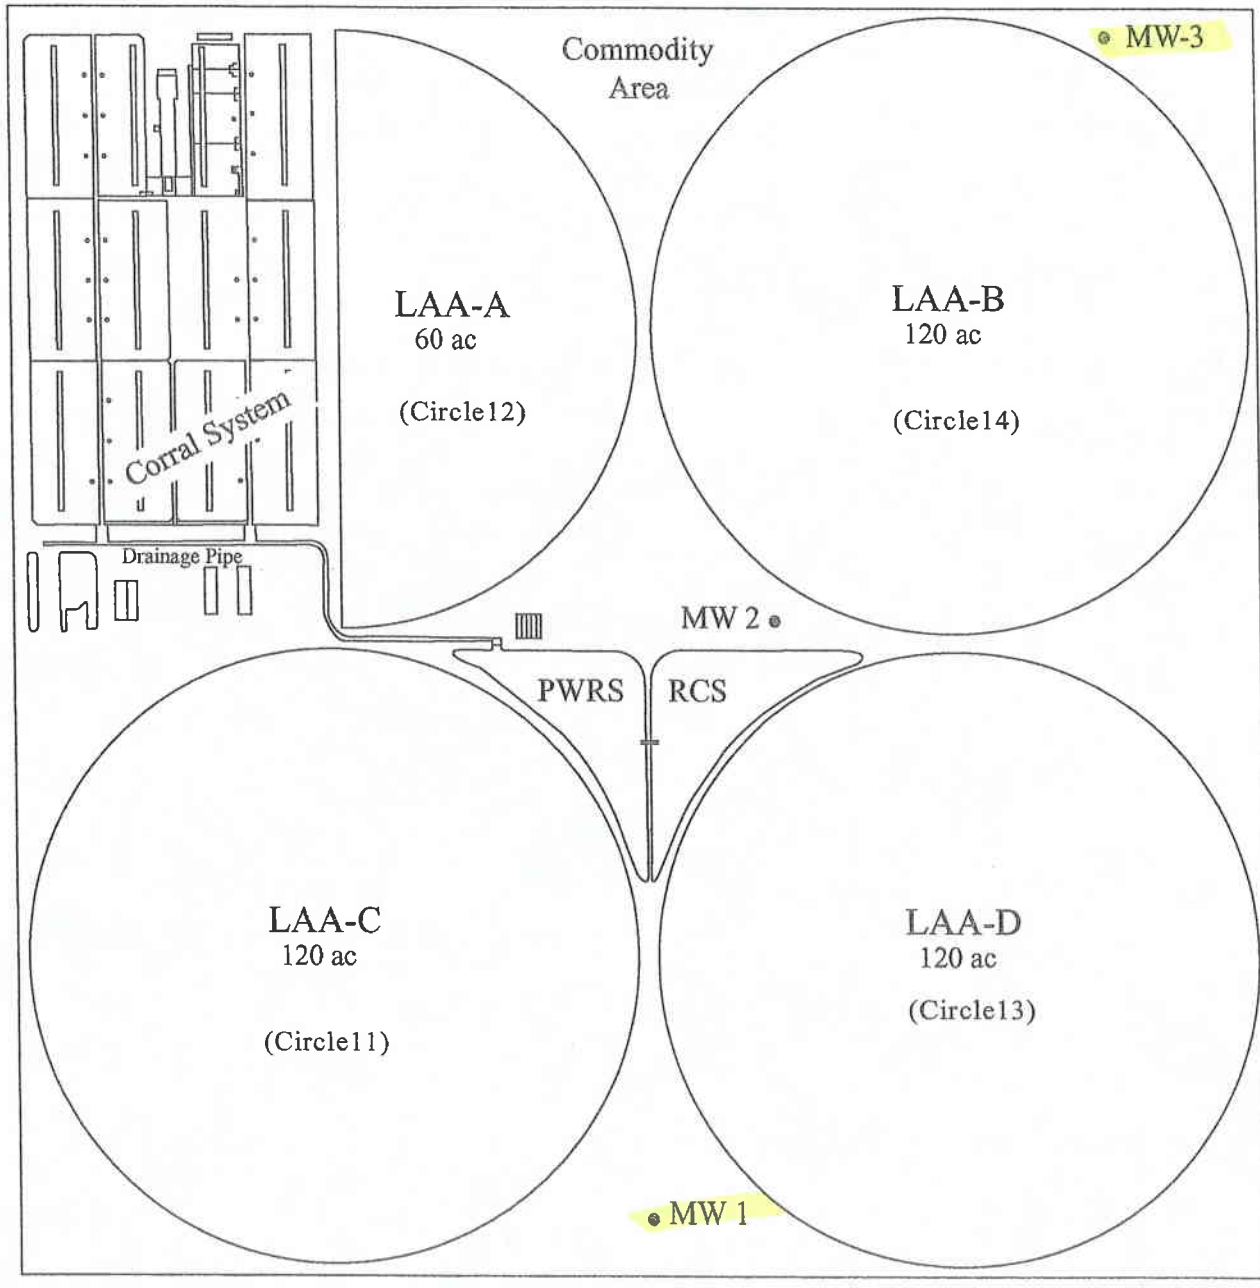 Commodity
Area
MW-3
LAA-A
60 ac
(Circle12)
LAA-B
120 ac
(Circle14)
Corral System
Drainage Pipe
MW 2
PWRS
RCS
LAA-C
120 ac
(Circle11)
LAA-D
120 ac
(Circle13)
MW 1